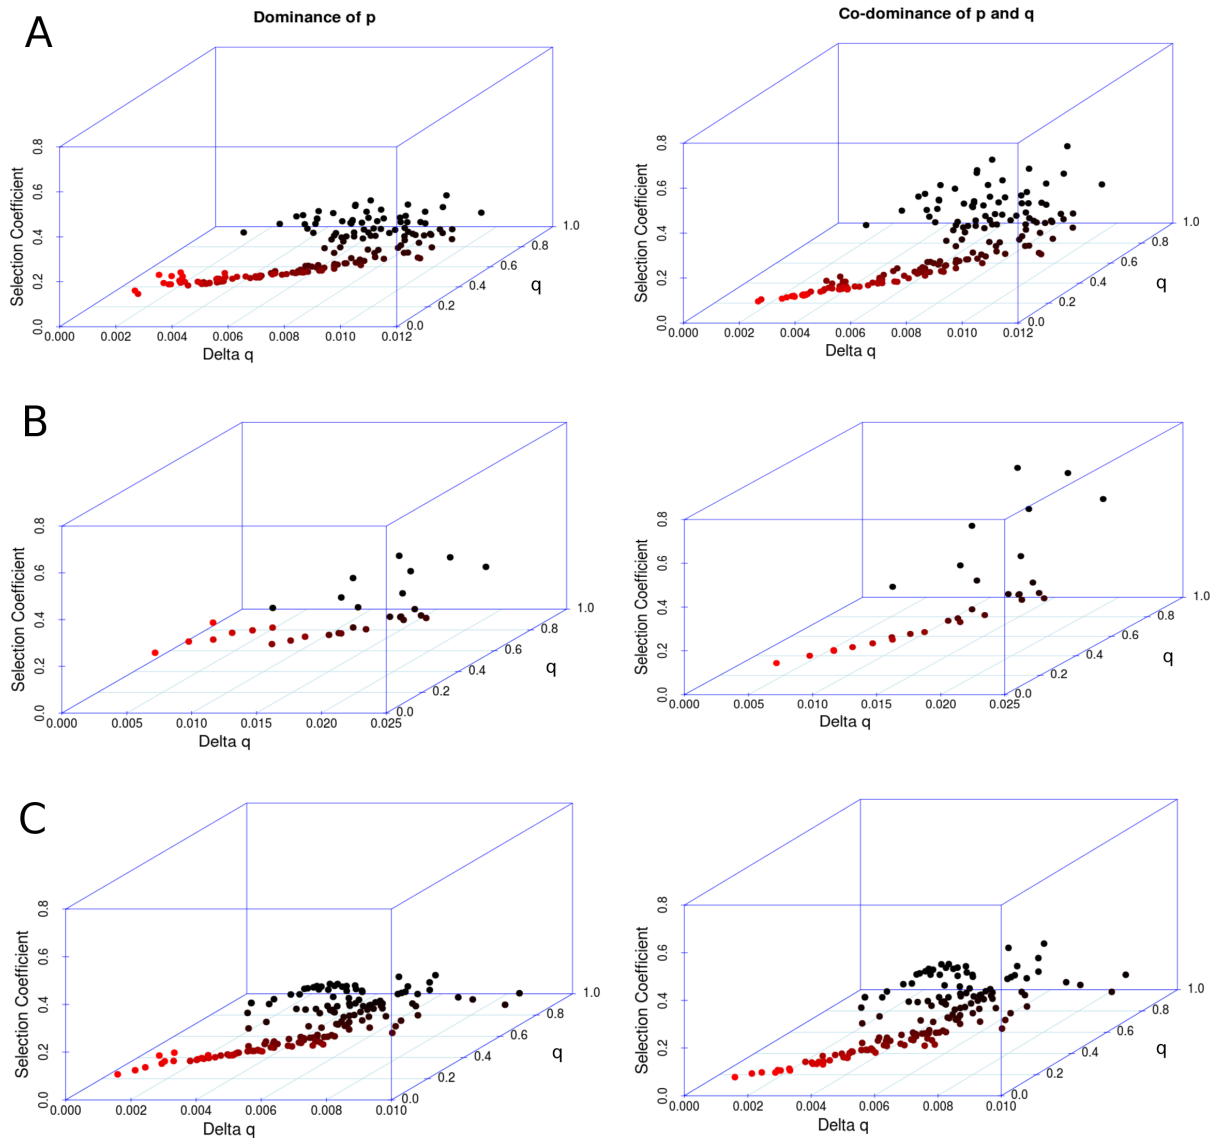 A
Dominance of p
Co-dominance of p and q
Selection Coefficient
0.0 0.2 0.4 0.6 0.8
0.000 0.002 0.004 0.006 0.008 0.010 0.012
Delta q
0.0 0.2 0.4 0.6 0.8 1.0
q
Selection Coefficient
0.0 0.2 0.4 0.6 0.8
0.000 0.002 0.004 0.006 0.008 0.010 0.012
Delta q
0.0 0.2 0.4 0.6 0.8 1.0
q
B
Selection Coefficient
0.0 0.2 0.4 0.6 0.8
0.000 0.005 0.010 0.015 0.020 0.025
Delta q
0.0 0.2 0.4 0.6 0.8 1.0
q
Selection Coefficient
0.0 0.2 0.4 0.6 0.8
0.000 0.005 0.010 0.015 0.020 0.025
Delta q
0.0 0.2 0.4 0.6 0.8 1.0
q
C
Selection Coefficient
0.0 0.2 0.4 0.6 0.8
0.000 0.002 0.004 0.006 0.008 0.010
Delta q
0.0 0.2 0.4 0.6 0.8 1.0
q
Selection Coefficient
0.0 0.2 0.4 0.6 0.8
0.000 0.002 0.004 0.006 0.008 0.010
Delta q
0.0 0.2 0.4 0.6 0.8 1.0
q